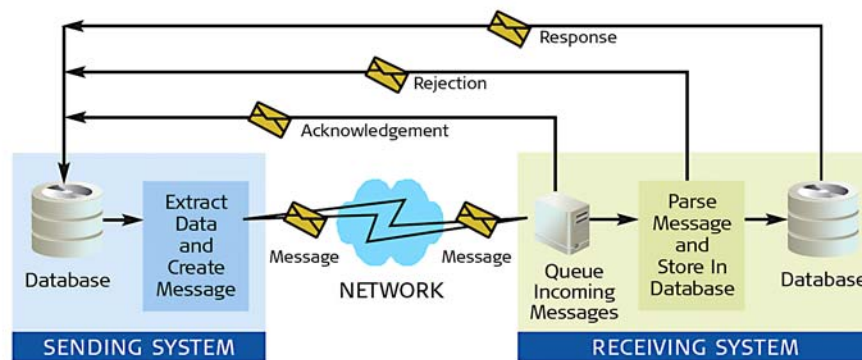 Response
Rejection
Acknowledgement
Extract
Data
and
Create
Message
Database
Message
NETWORK
Message
Queue
Incoming
Messages
Parse
Message
and
Store In
Database
Database
SENDING SYSTEM
RECEIVING SYSTEM